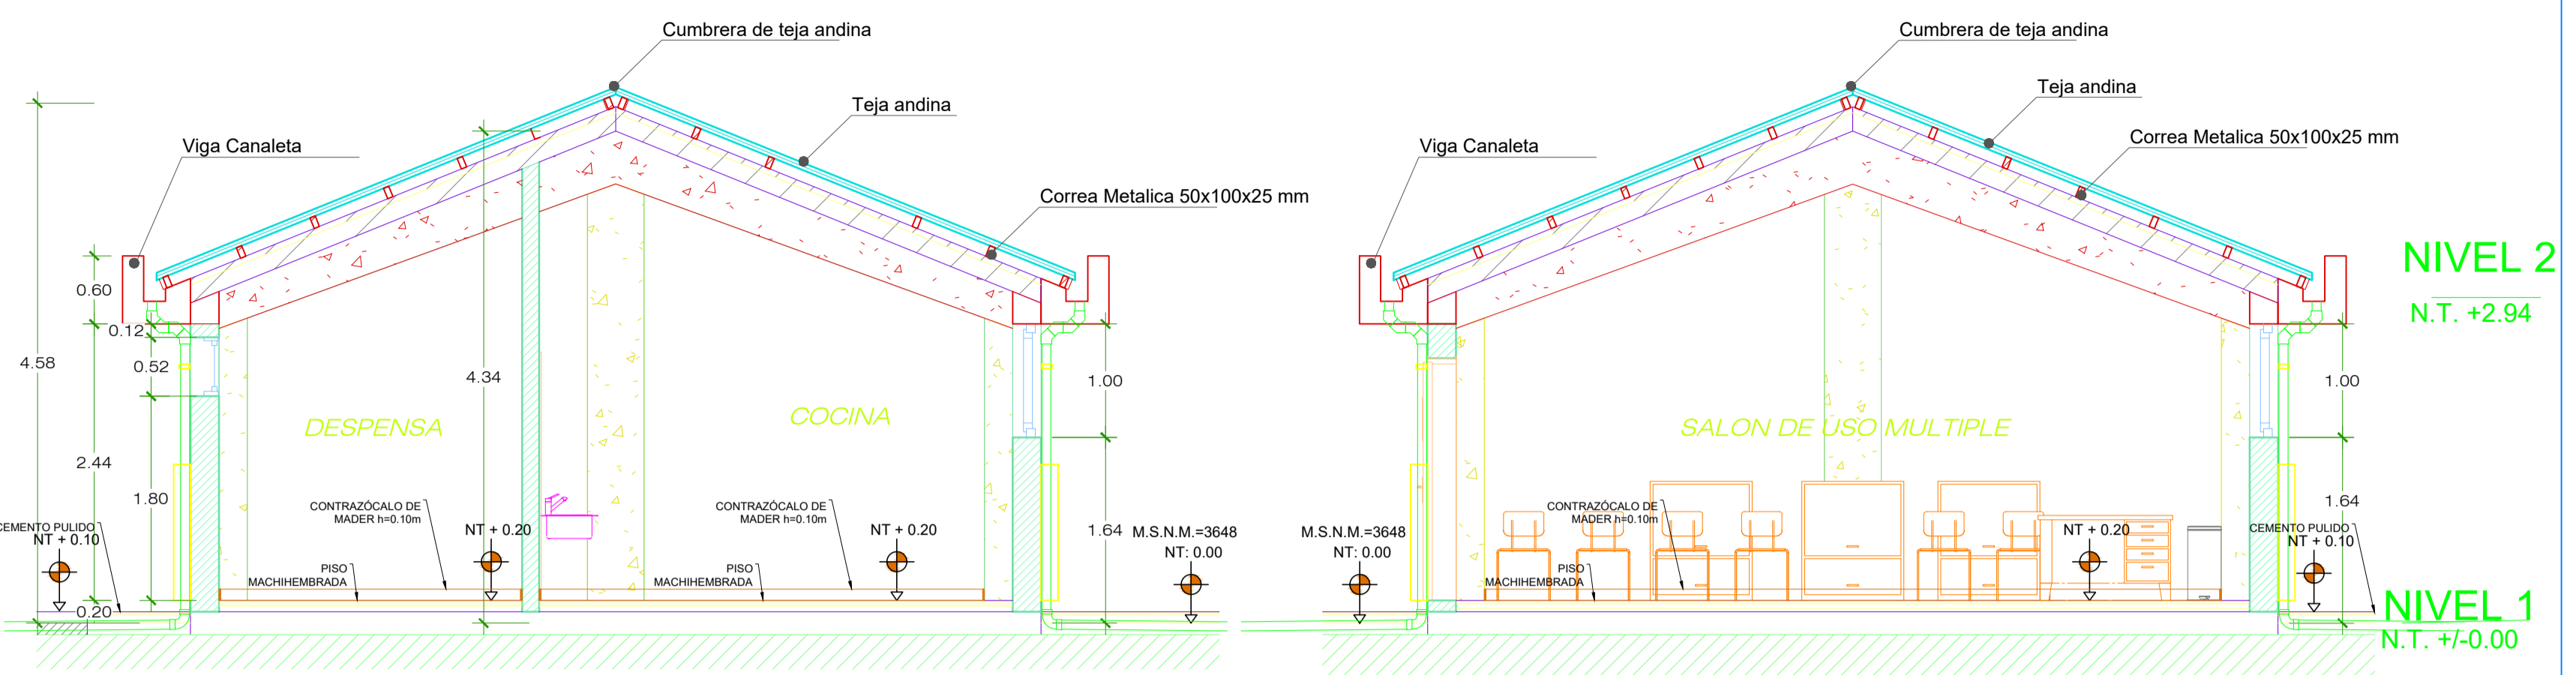 Cumbrera de teja andina
Teja andina
Viga Canaleta
Correa Metalica 50x100x25 mm
0.60
0.12
4.58
0.52
4.34
1.00
2.44
1.80
DESPENSA
COCINA
CONTRAZÓCALO DE
MADER h=0.10m
CONTRAZÓCALO DE
MADER h=0.10m
CEMENTO PULIDO
NT + 0.10
NT + 0.20
NT + 0.20
1.64
M.S.N.M.=3648
NT: 0.00
PISO
MACHIHEMBRADA
PISO
MACHIHEMBRADA
0.20
Cumbrera de teja andina
Teja andina
Viga Canaleta
Correa Metalica 50x100x25 mm
1.00
SALON DE USO MULTIPLE
CONTRAZÓCALO DE
MADER h=0.10m
1.64
M.S.N.M.=3648
NT: 0.00
NT + 0.20
CEMENTO PULIDO
NT + 0.10
PISO
MACHIHEMBRADA
NIVEL 2
N.T. +2.94
NIVEL 1
N.T. +/-0.00